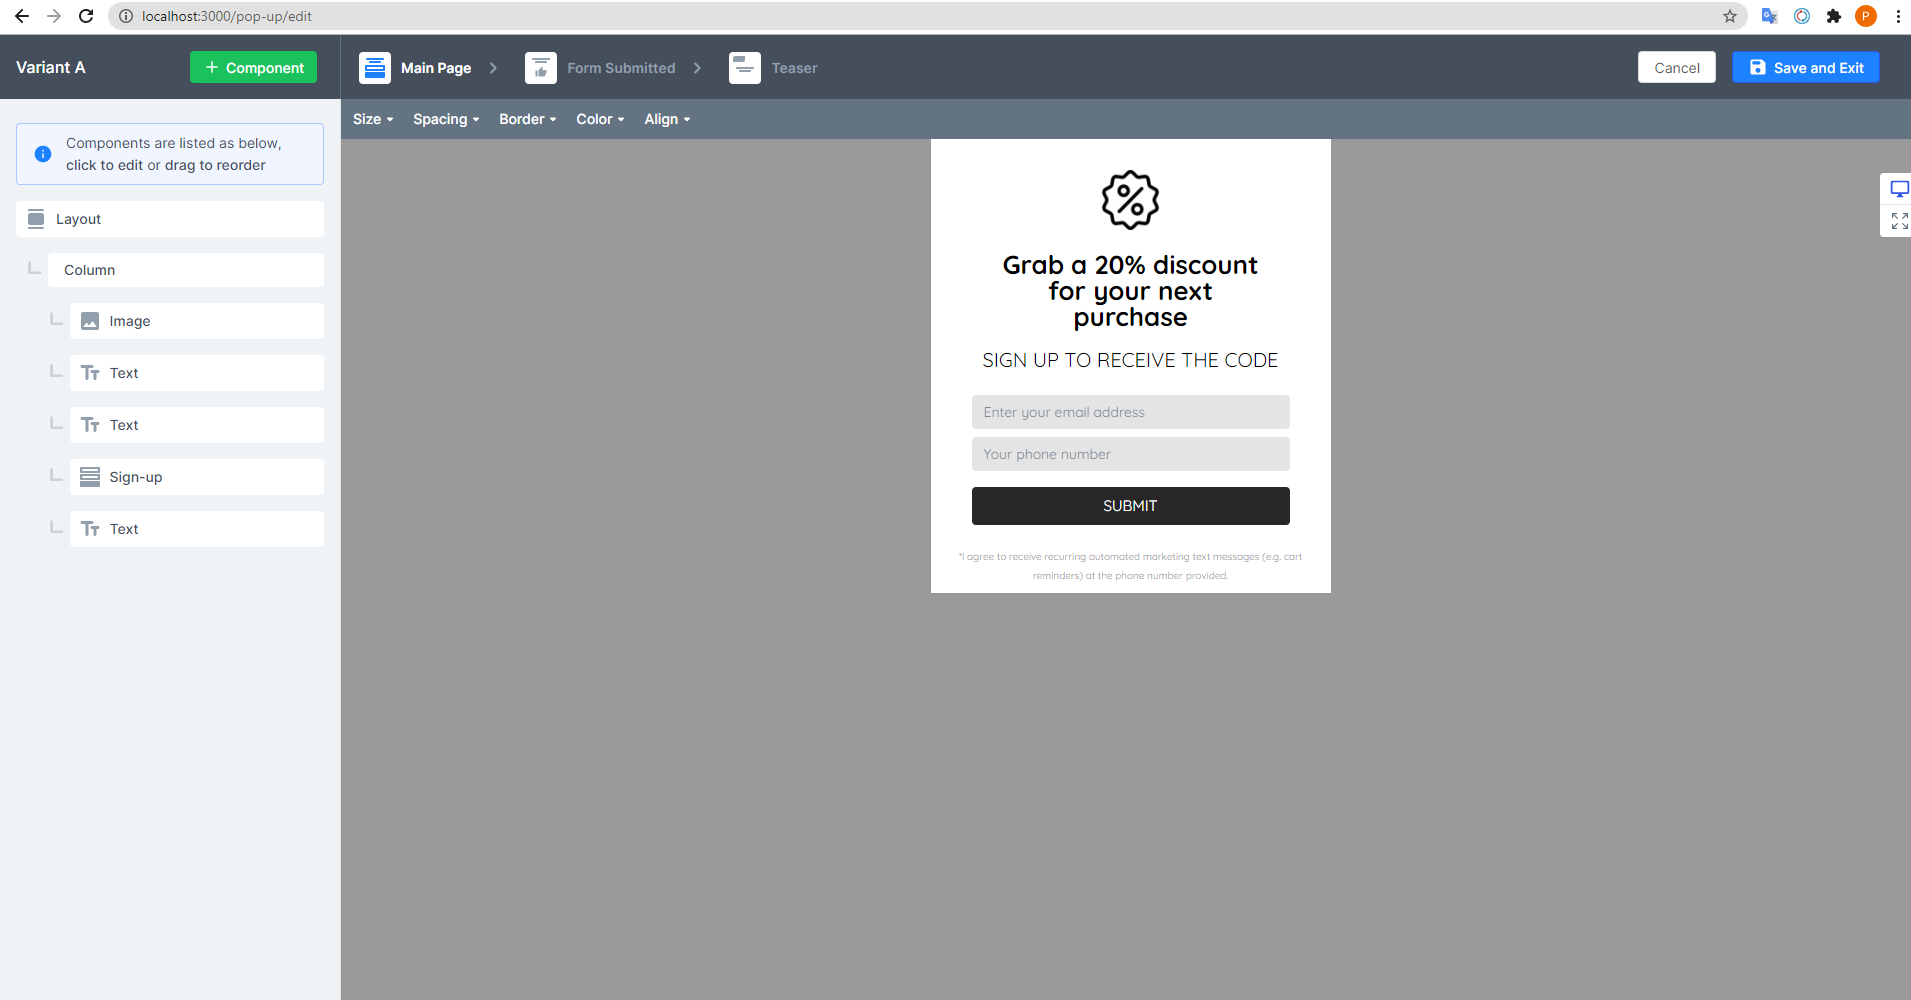 localhost:3000/pop-up/edit
P
Variant A
+ Component
Main Page
Form Submitted
Teaser
Cancel
Save and Exit
Size
Spacing
Border
Color
Align
Components are listed as below,
click to edit or drag to reorder
Layout
Column
Image
Text
Text
Sign-up
Text
%
Grab a 20% discount
for your next
purchase
SIGN UP TO RECEIVE THE CODE
Enter your email address
Your phone number
SUBMIT
*I agree to receive recurring automated marketing text messages (e.g. cart
reminders) at the phone number provided.